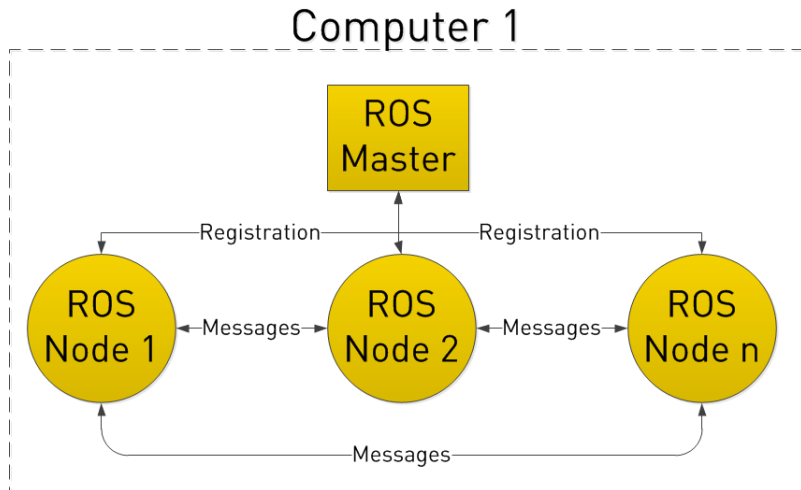 Computer 1
ROS
Master
Registration
Registration
ROS
Node 1
Messages
ROS
Node 2
Messages
ROS
Node n
Messages